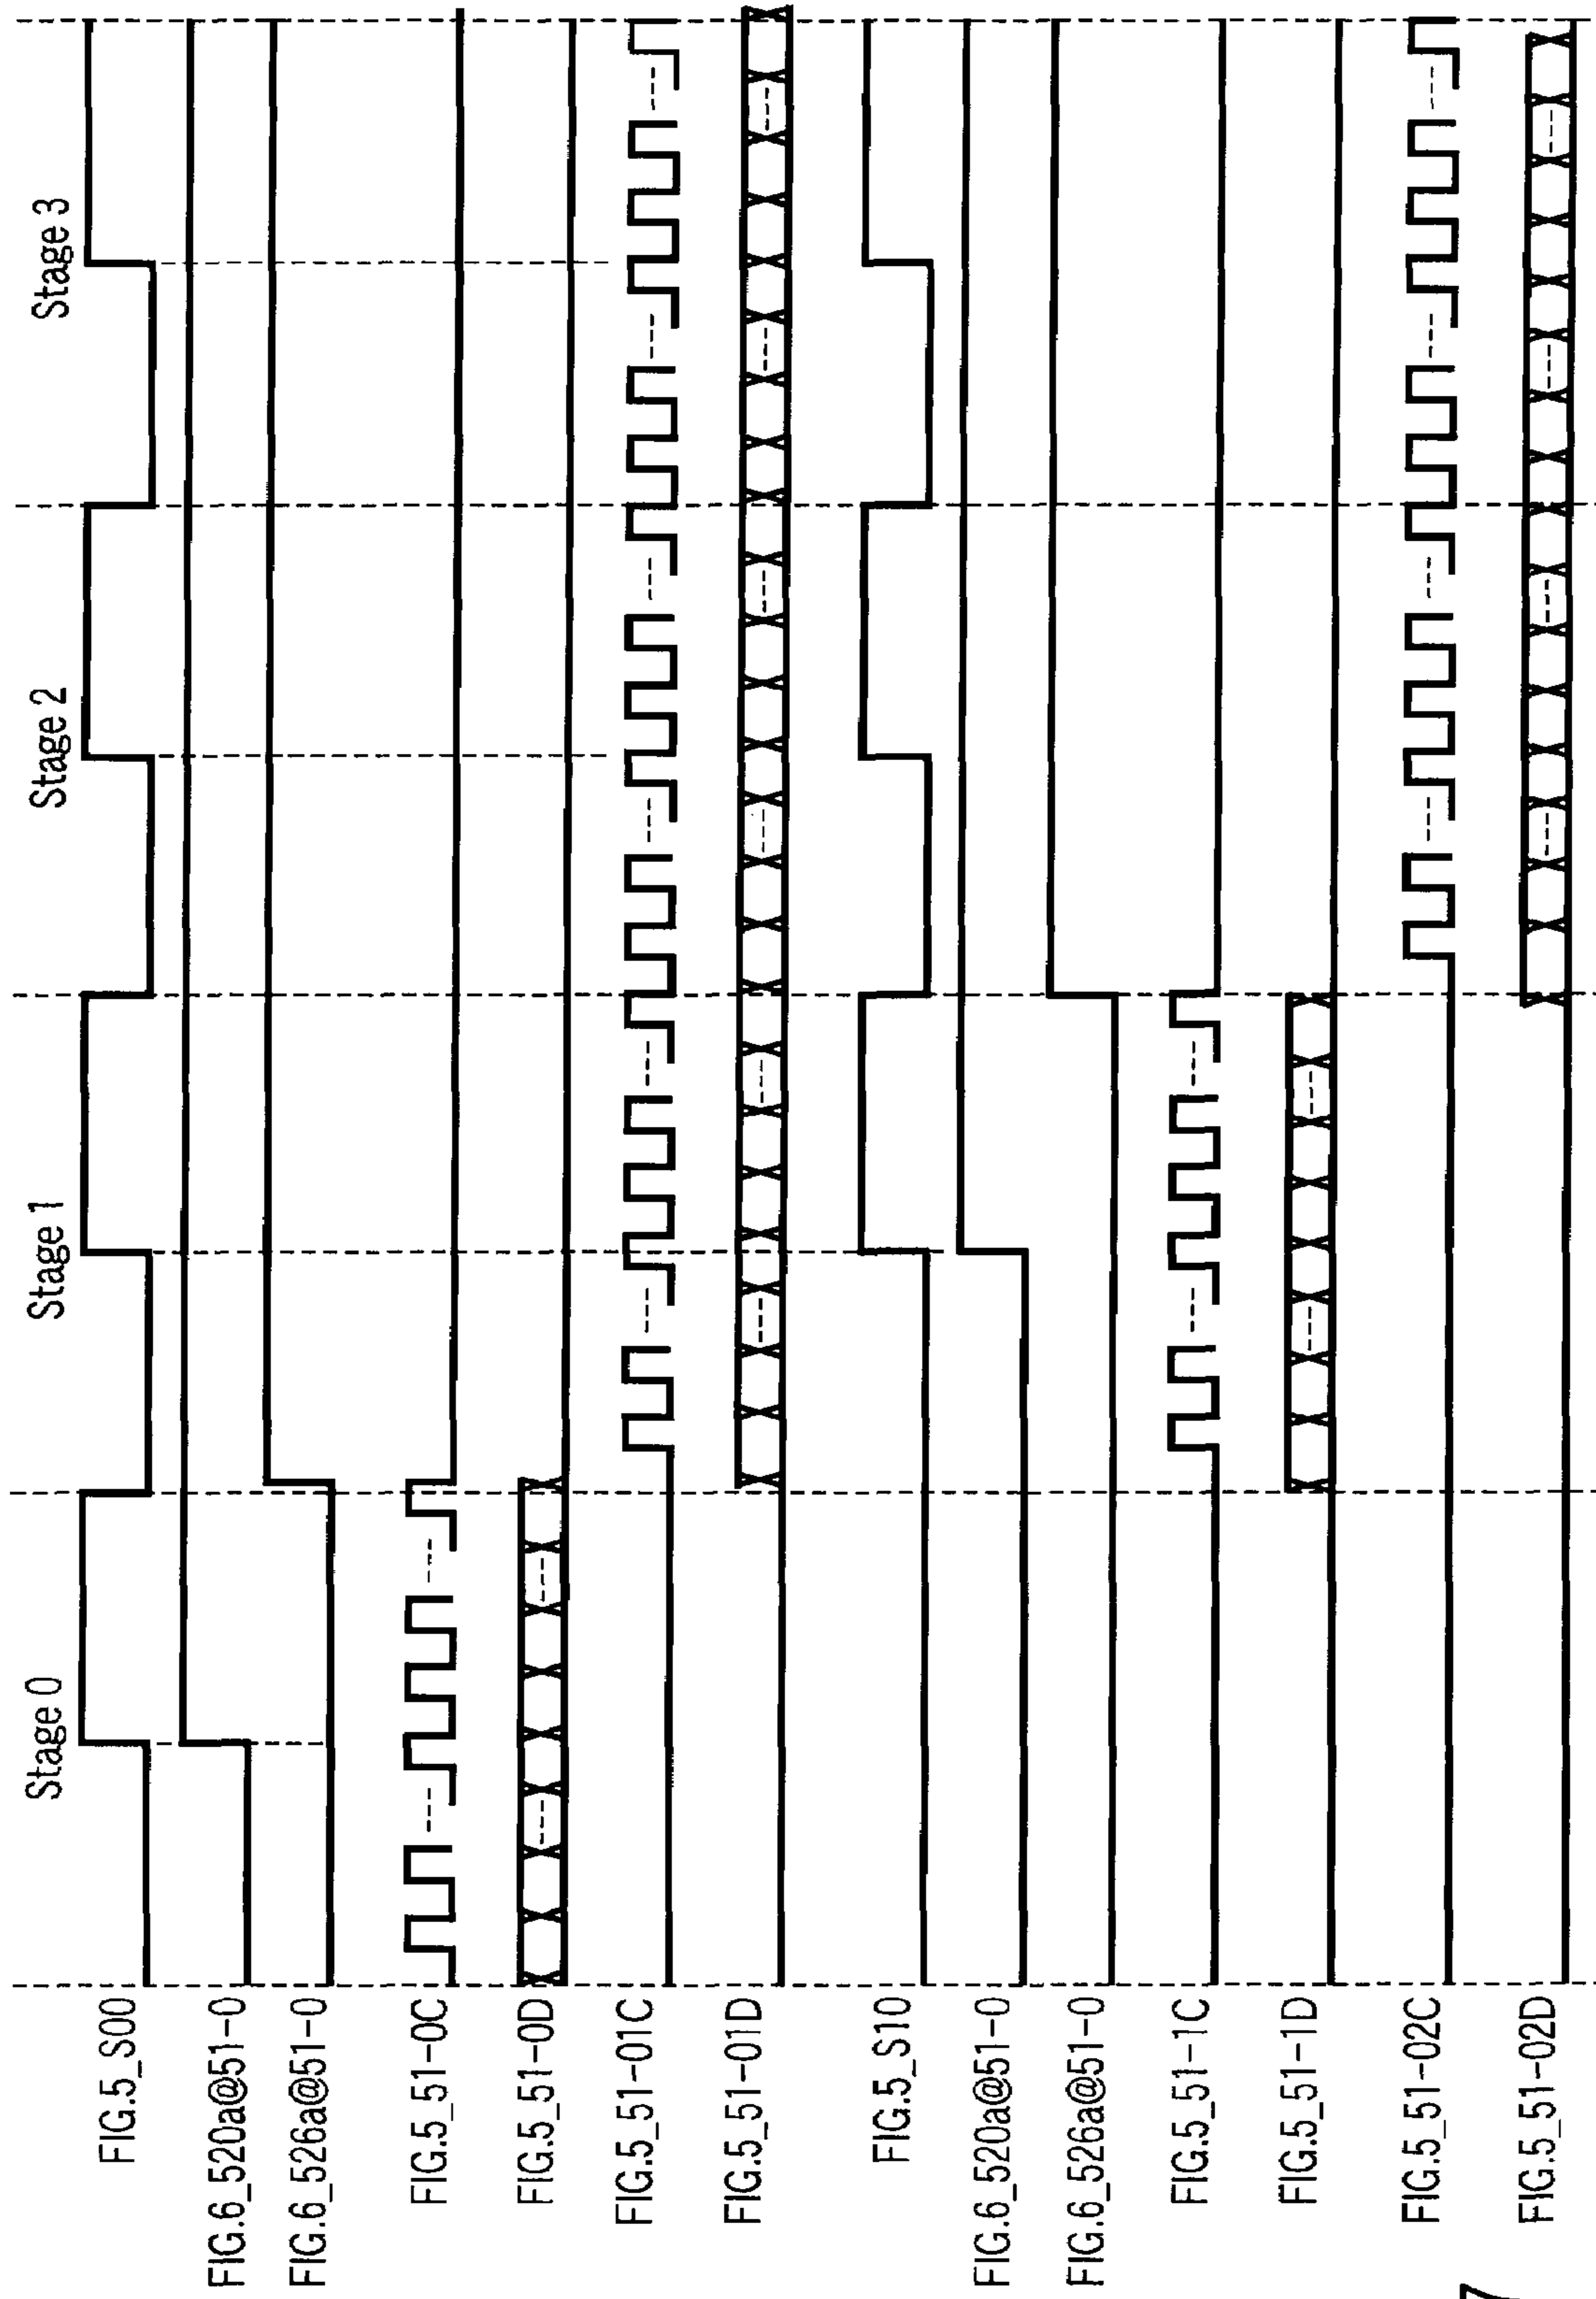 Stage 0
Stage 1
Stage 2
Stage 3
FIG.5_S00
FIG.6_520a@51-0
FIG.6_526a@51-0
FIG.5_51-0C
FIG.5_51-0D
FIG.5_51-01C
FIG.5_51-01D
FIG.5_S10
FIG.6_520a@51-0
FIG.6_526a@51-0
FIG.5_51-1C
FIG.5_51-1D
FIG.5_51-02C
FIG.5_51-02D
7